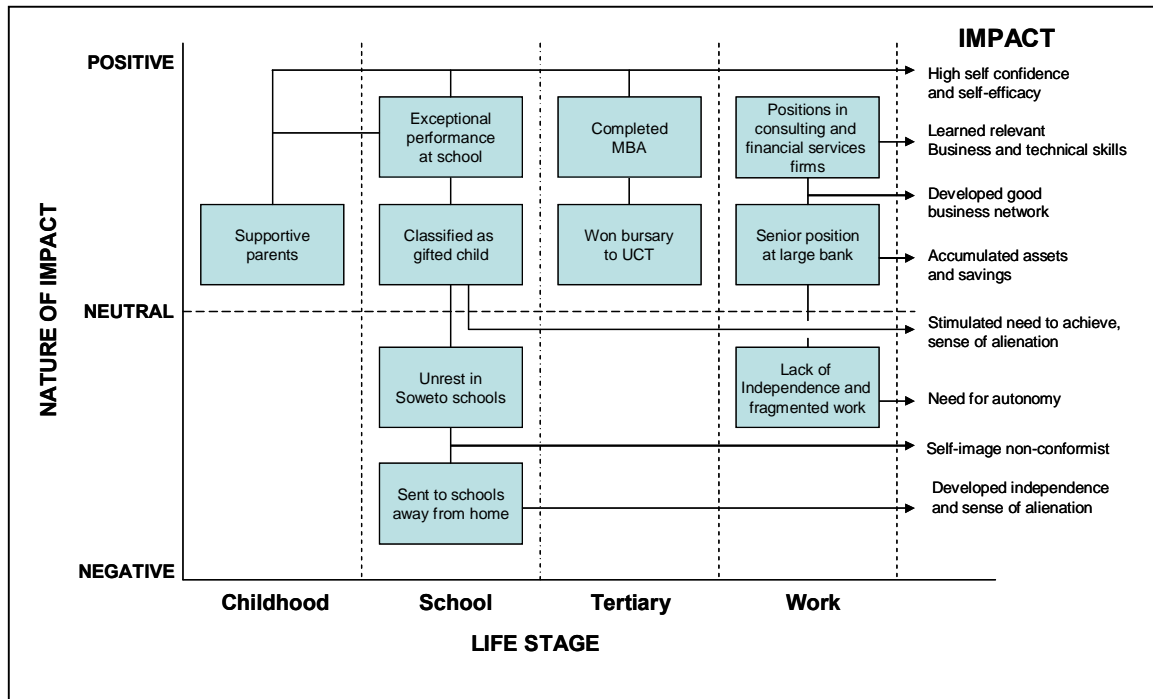 IMPACT
POSITIVE
High self confidence
and self-efficacy
Exceptional
performance
at school
Completed
MBA
Positions in
consulting and
financial services
firms
Learned relevant
Business and technical skills
Developed good
business network
Supportive
parents
Classified as
gifted child
Won bursary
to UCT
Senior position
at large bank
Accumulated assets
and savings
NATURE OF IMPACT
NEUTRAL
Stimulated need to achieve,
sense of alienation
Unrest in
Soweto schools
Lack of
Independence and
fragmented work
Need for autonomy
Self-image non-conformist
Sent to schools
away from home
Developed independence
and sense of alienation
NEGATIVE
Childhood
School
Tertiary
Work
LIFE STAGE